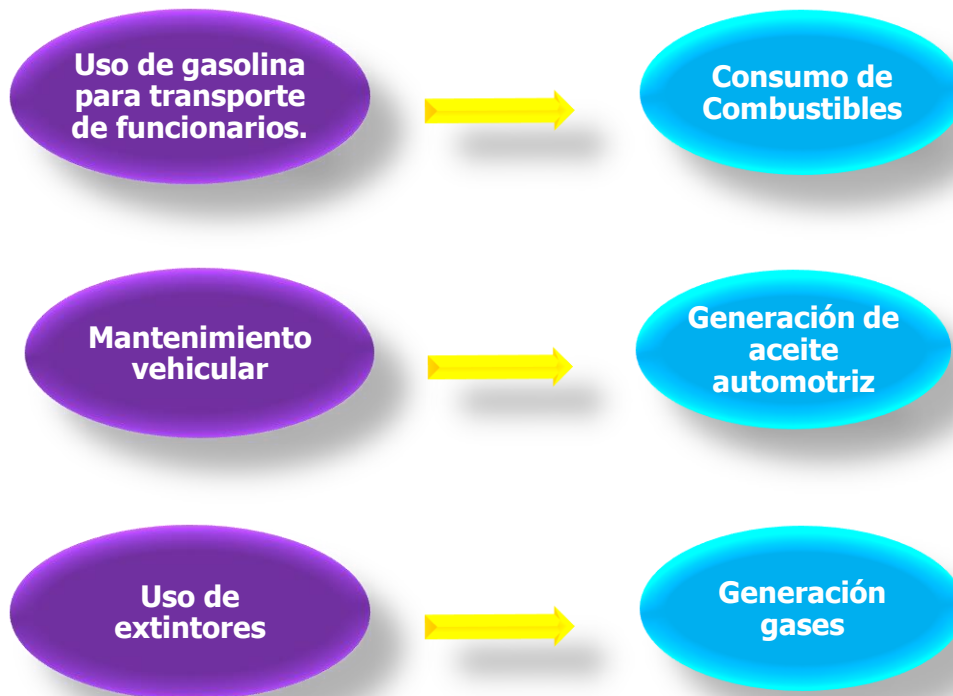 Uso de gasolina
para transporte
de funcionarios.
Consumo de
Combustibles
Mantenimiento
vehicular
Generación de
aceite
automotriz
Uso de
extintores
Generación
gases